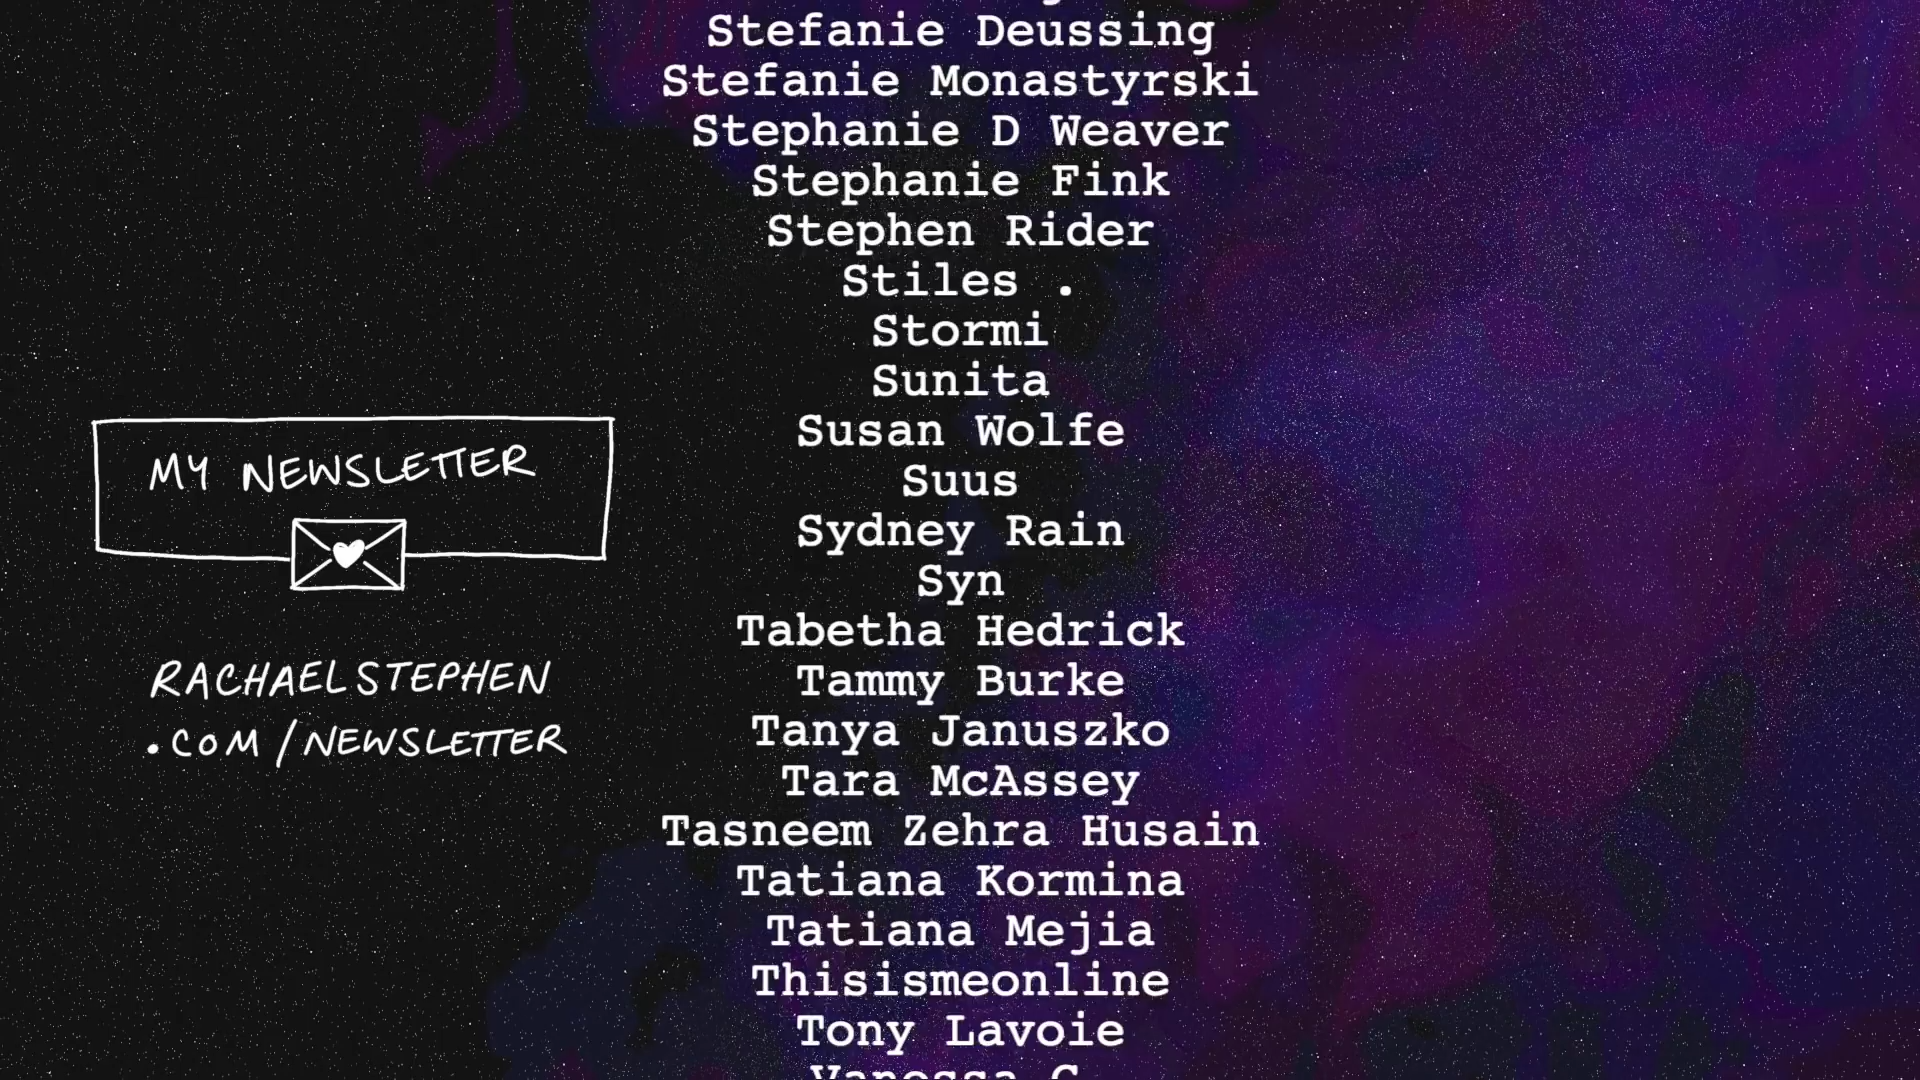 Stefanie Deussing
Stefanie Monastyrski
Stephanie D Weaver
Stephanie Fink
Stephen Rider
Stiles .
Stormi
Sunita
Susan Wolfe
Suus
Sydney Rain
Syn
Tabetha Hedrick
Tammy Burke
Tanya Januszko
Tara McAssey
Tasneem Zehra Husain
Tatiana Kormina
Tatiana Mejia
Thisismeonline
Tony Lavoie
Vanessa C
MY NEWSLETTER
RACHAELSTEPHEN
.COM/NEWSLETTER